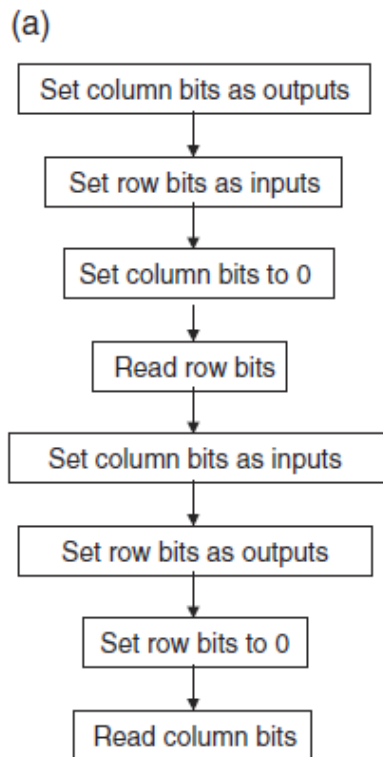 (a)
Set column bits as outputs
Set row bits as inputs
Set column bits to 0
Read row bits
Set column bits as inputs
Set row bits as outputs
Set row bits to 0
Read column bits